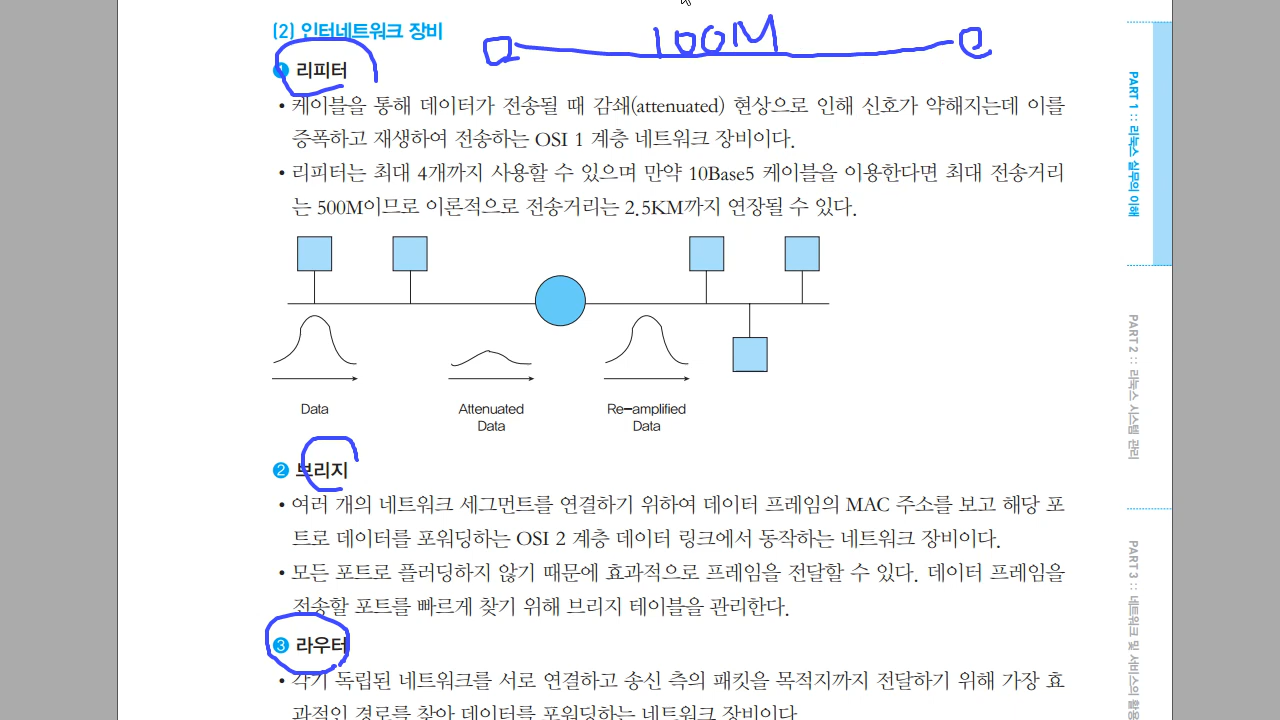 (2) 인터네트워크 장비
100M
❶ 리피터
• 케이블을 통해 데이터가 전송될 때 감쇄(attenuated) 현상으로 인해 신호가 약해지는데 이를
증폭하고 재생하여 전송하는 OSI 1 계층 네트워크 장비이다.
• 리피터는 최대 4개까지 사용할 수 있으며 만약 10Base5 케이블을 이용한다면 최대 전송거리
는 500M이므로 이론적으로 전송거리는 2.5KM까지 연장될 수 있다.
Data
Attenuated
Data
Re-amplified
Data
❷ 브리지
• 여러 개의 네트워크 세그먼트를 연결하기 위하여 데이터 프레임의 MAC 주소를 보고 해당 포
트로 데이터를 포워딩하는 OSI 2 계층 데이터 링크에서 동작하는 네트워크 장비이다.
• 모든 포트로 플러딩하지 않기 때문에 효과적으로 프레임을 전달할 수 있다. 데이터 프레임을
전송할 포트를 빠르게 찾기 위해 브리지 테이블을 관리한다.
❸ 라우터
• 각기 독립된 네트워크를 서로 연결하고 송신 측의 패킷을 목적지까지 전달하기 위해 가장 효
과적인 경로를 찾아 데이터를 포워딩하는 네트워크 장비이다
PART 1 :: 리눅스 실무의 이해
PART 2 :: 리눅스 시스템 관리
PART 3 :: 네트워크 및 서비스의 활용